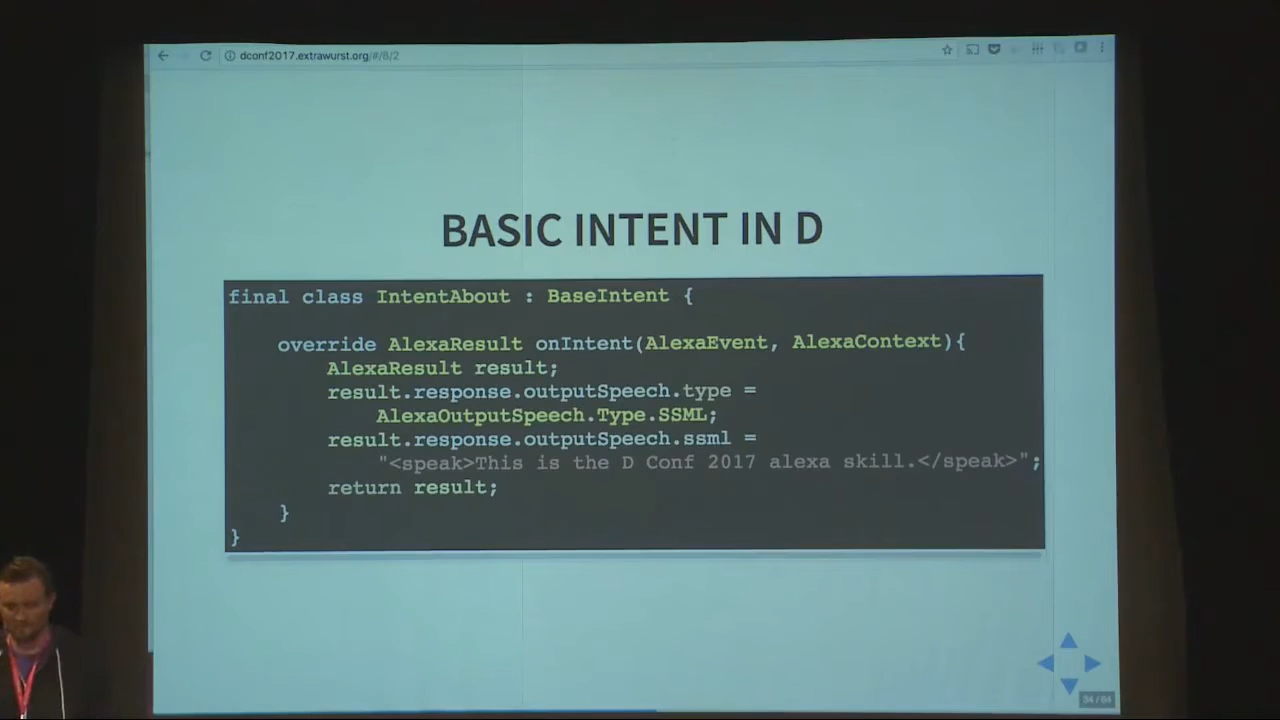 dconf2017.extrawurst.org/#/8/2
BASIC INTENT IN D
final class IntentAbout : BaseIntent {
override AlexaResult onIntent(AlexaEvent, AlexaContext){
AlexaResult result;
result.response.outputSpeech.type =
AlexaOutputSpeech.Type.SSML;
result.response.outputSpeech.ssml =
"<speak>This is the D Conf 2017 alexa skill.</speak>";
return result;
}
}
34 / 64